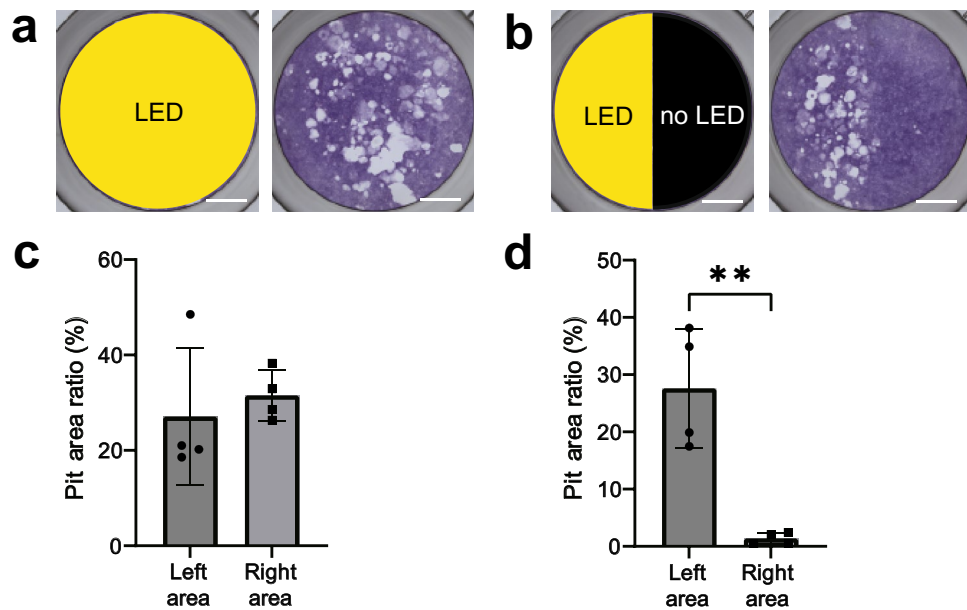 a
LED
b
LED
no LED
c
Pit area ratio (%)
60
40
20
0
Left
area
Right
area
d
Pit area ratio (%)
50
40
30
20
10
0
**
Left
area
Right
area